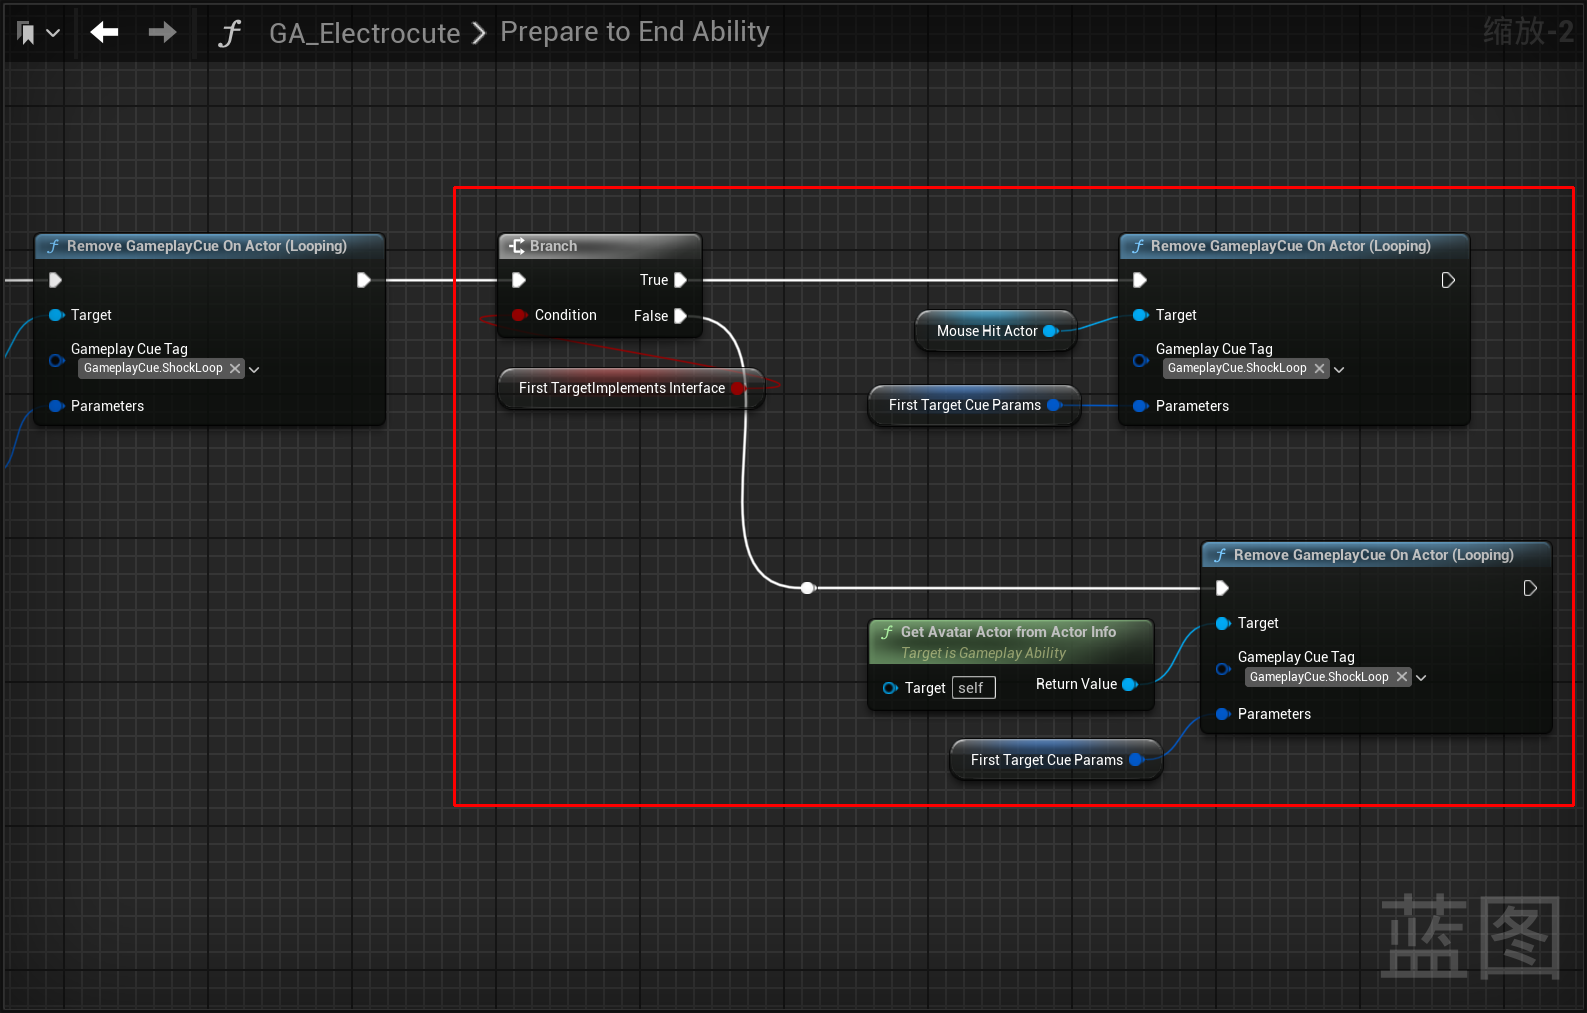 GA_Electrocute > Prepare to End Ability
缩放-2
Remove GameplayCue On Actor (Looping)
Target
Gameplay Cue Tag
GameplayCue.ShockLoop
Parameters
Branch
True
Condition
False
First TargetImplements Interface
Mouse Hit Actor
First Target Cue Params
Remove GameplayCue On Actor (Looping)
Target
Gameplay Cue Tag
GameplayCue.ShockLoop
Parameters
Get Avatar Actor from Actor Info
Target is Gameplay Ability
Target self
Return Value
First Target Cue Params
Remove GameplayCue On Actor (Looping)
Target
Gameplay Cue Tag
GameplayCue.ShockLoop
Parameters
蓝图